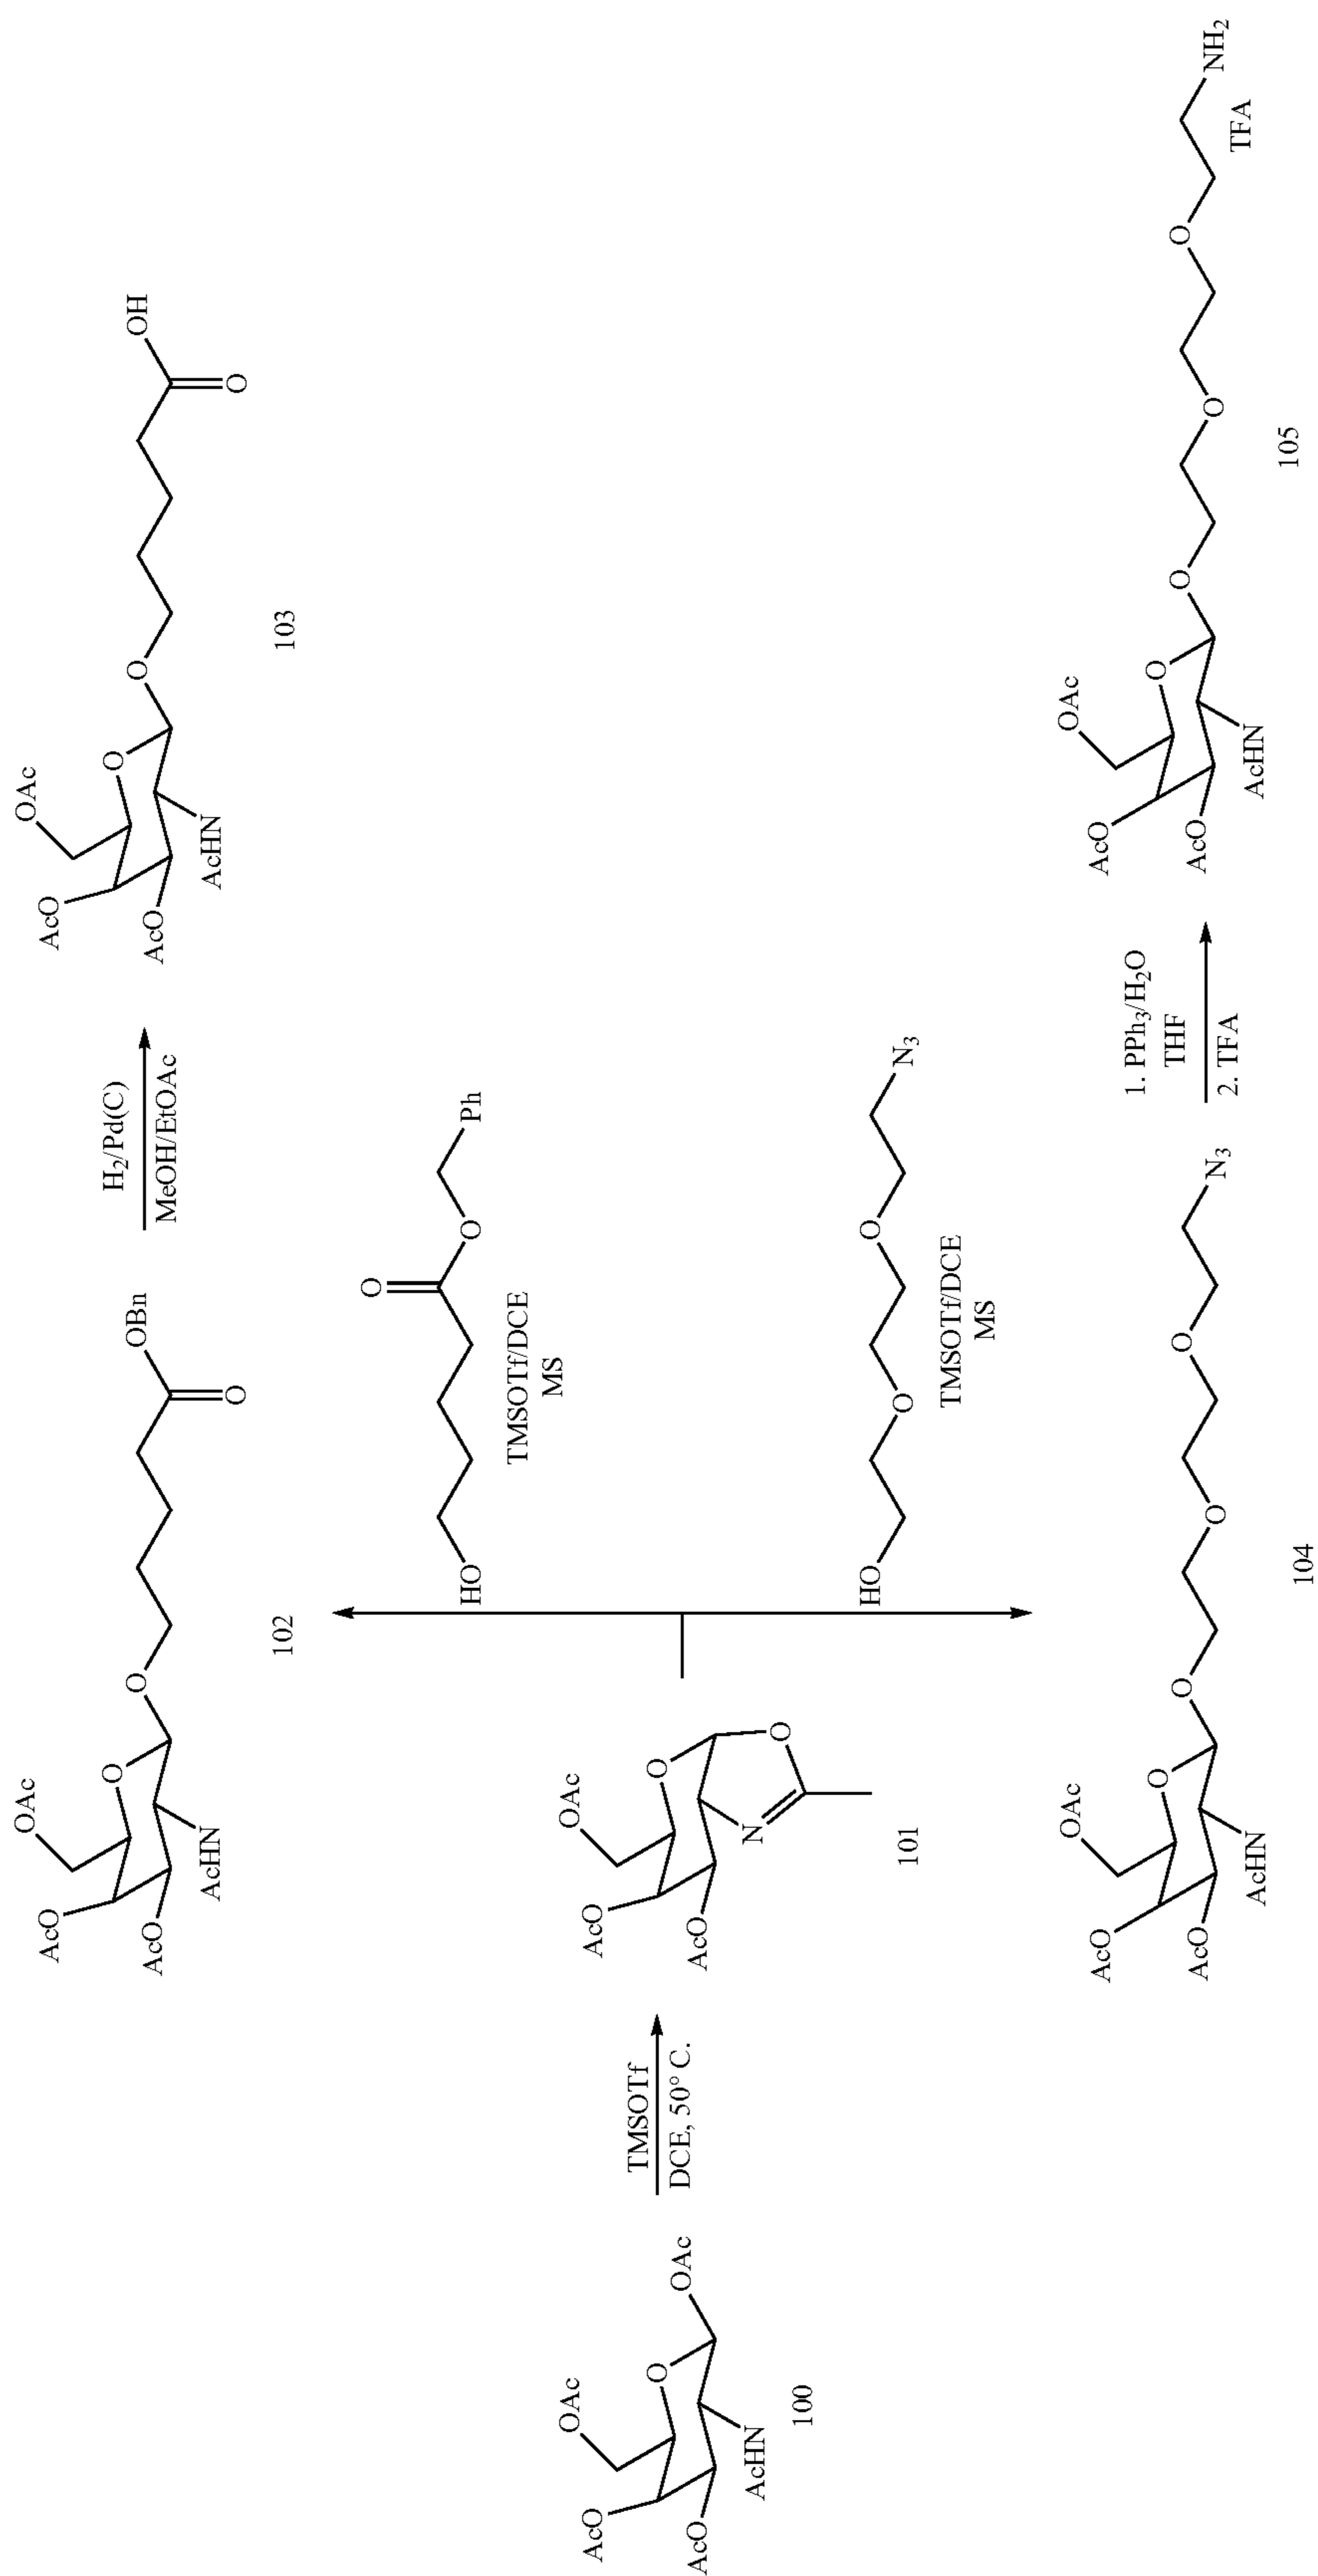 OAc
AcO
O
O
OBn
AcO
AcHN
O
102
H2/Pd(C)
MeOH/EtOAc
OAc
AcO
O
O
OH
AcO
AcHN
O
103
OAc
AcO
O
OAc
AcO
AcHN
100
TMSOTf
DCE, 50° C.
OAc
AcO
O
AcO
N
O
101
O
HO
O
Ph
TMSOTf/DCE
MS
HO
O
O
N3
TMSOTf/DCE
MS
OAc
AcO
O
O
O
O
N3
AcO
AcHN
104
1. PPh3/H2O
THF
2. TFA
OAc
AcO
O
O
O
O
NH2
TFA
AcO
AcHN
105